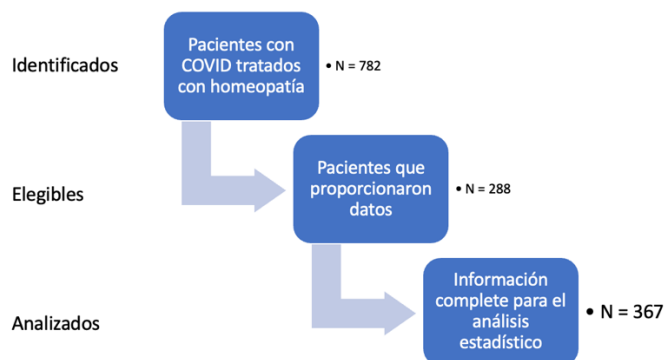 Identificados
Pacientes con
COVID tratados
con homeopatía
• N = 782
Elegibles
Pacientes que
proporcionaron
datos
• N = 288
Analizados
Información
complete para el
análisis
estadístico
• N = 367